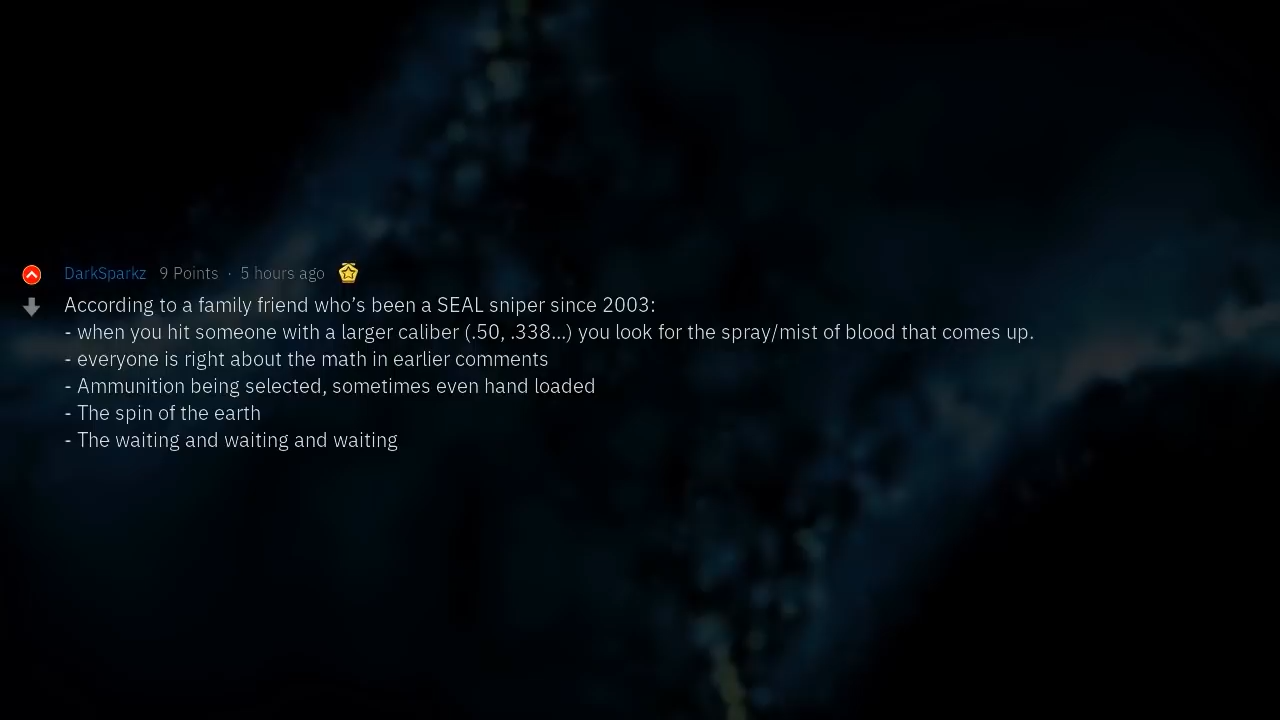 DarkSparkz 9 Points · 5 hours ago
According to a family friend who’s been a SEAL sniper since 2003:
- when you hit someone with a larger caliber (.50, .338...) you look for the spray/mist of blood that comes up.
- everyone is right about the math in earlier comments
- Ammunition being selected, sometimes even hand loaded
- The spin of the earth
- The waiting and waiting and waiting